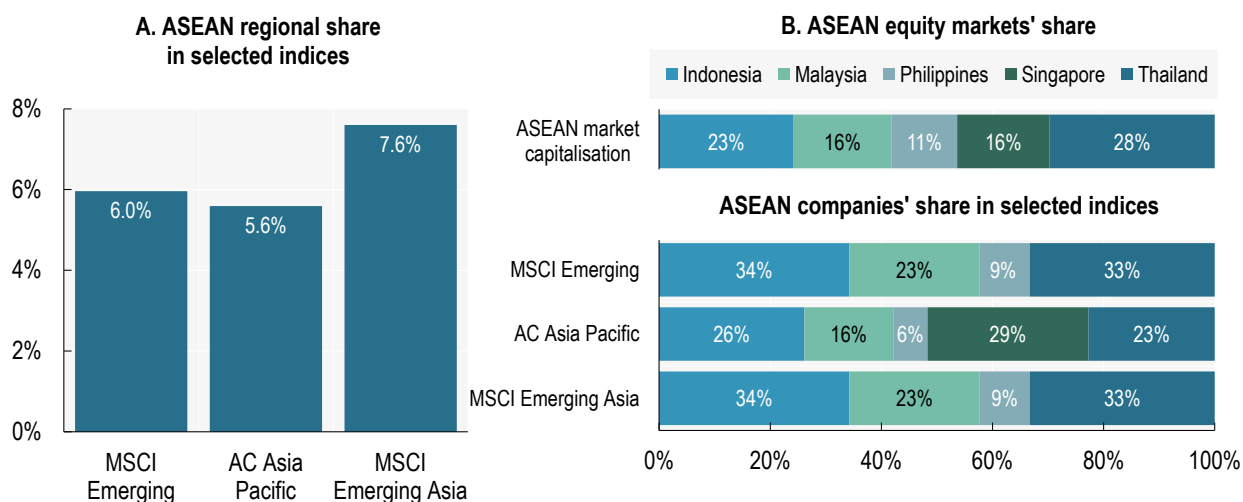 A. ASEAN regional share
in selected indices
8%
6%
4%
2%
0%
6.0%
5.6%
7.6%
MSCI
Emerging
AC Asia
Pacific
MSCI
Emerging Asia
B. ASEAN equity markets' share
Indonesia Malaysia Philippines Singapore Thailand
ASEAN market
capitalisation
23% 16% 11% 16% 28%
ASEAN companies' share in selected indices
MSCI Emerging 34% 23% 9% 33%
AC Asia Pacific 26% 16% 6% 29% 23%
MSCI Emerging Asia 34% 23% 9% 33%
0% 20% 40% 60% 80% 100%